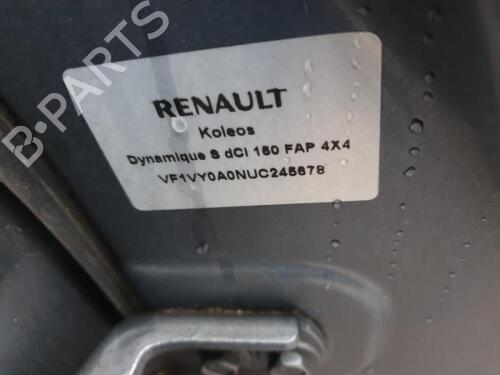 B-PARTS
RENAULT
Koleos
Dynamique S dCi 150 FAP 4X4
VF1VY0A0NUC245678